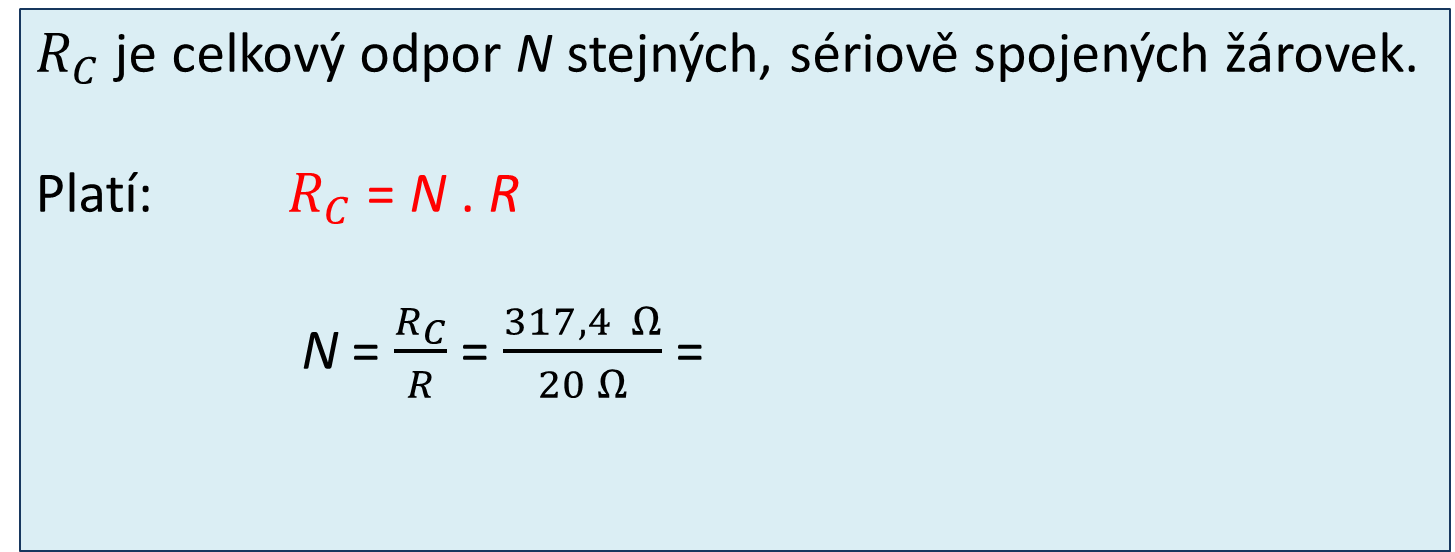 R_C je celkový odpor N stejných, sériově spojených žárovek.
Platí: R_C = N . R
N = R_C / R = 317,4 Ω / 20 Ω =